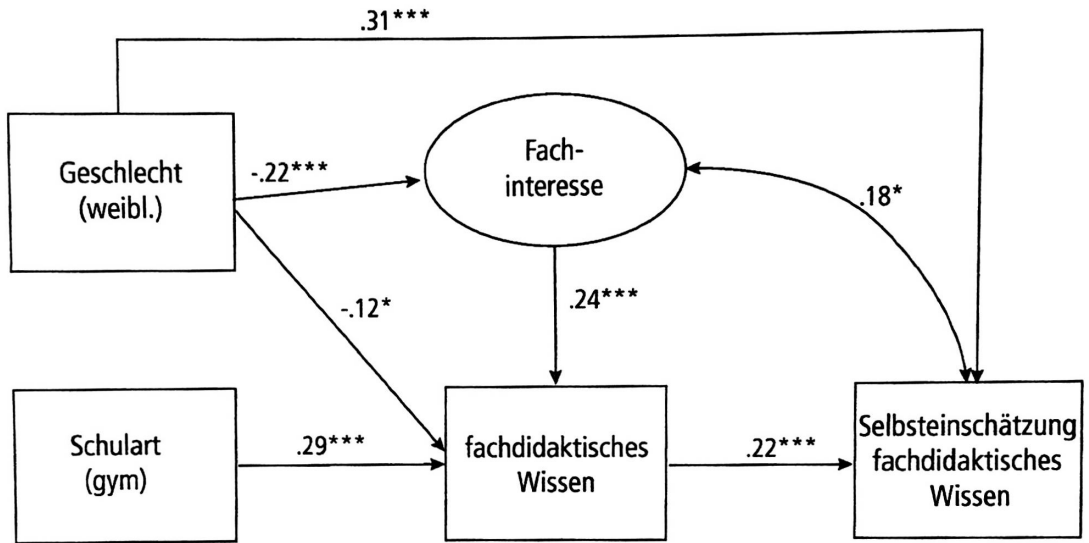 .31***
Geschlecht
(weibl.)
-.22***
Fach-
interesse
.18*
-.12*
.24***
Schulart
(gym)
.29***
fachdidaktisches
Wissen
.22***
Selbsteinschätzung
fachdidaktisches
Wissen